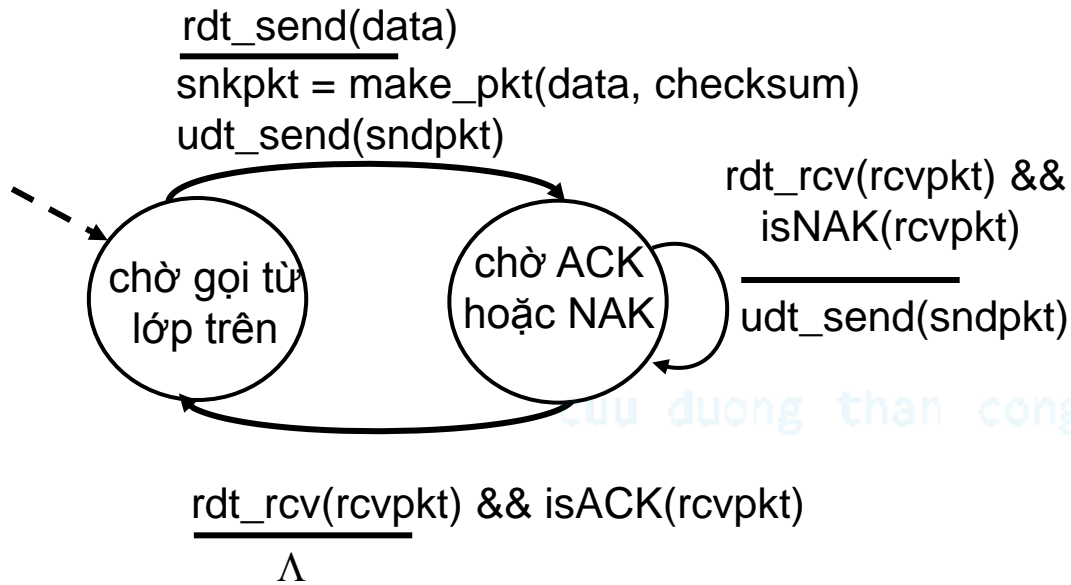 rdt_send(data)
snkpkt = make_pkt(data, checksum)
udt_send(sndpkt)
rdt_rcv(rcvpkt) &&
isNAK(rcvpkt)
udt_send(sndpkt)
chờ gọi từ
lớp trên
chờ ACK
hoặc NAK
cuu duong than cong
rdt_rcv(rcvpkt) && isACK(rcvpkt)
Λ